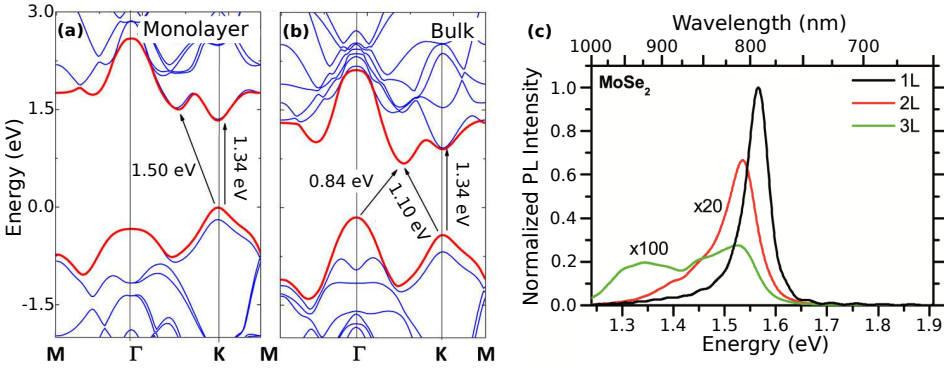 (a) Monolayer
(b) Bulk
Energy (eV)
3.0
1.5
0.0
-1.5
1.50 eV
1.34 eV
0.84 eV
1.10 eV
1.34 eV
M Γ K M
M Γ K M
(c)
Wavelength (nm)
1000 900 800 700
Normalized PL Intensity
1.0
0.8
0.6
0.4
0.2
0.0
MoSe2
1L
2L
3L
x20
x100
1.3 1.4 1.5 1.6 1.7 1.8 1.9
Energry (eV)